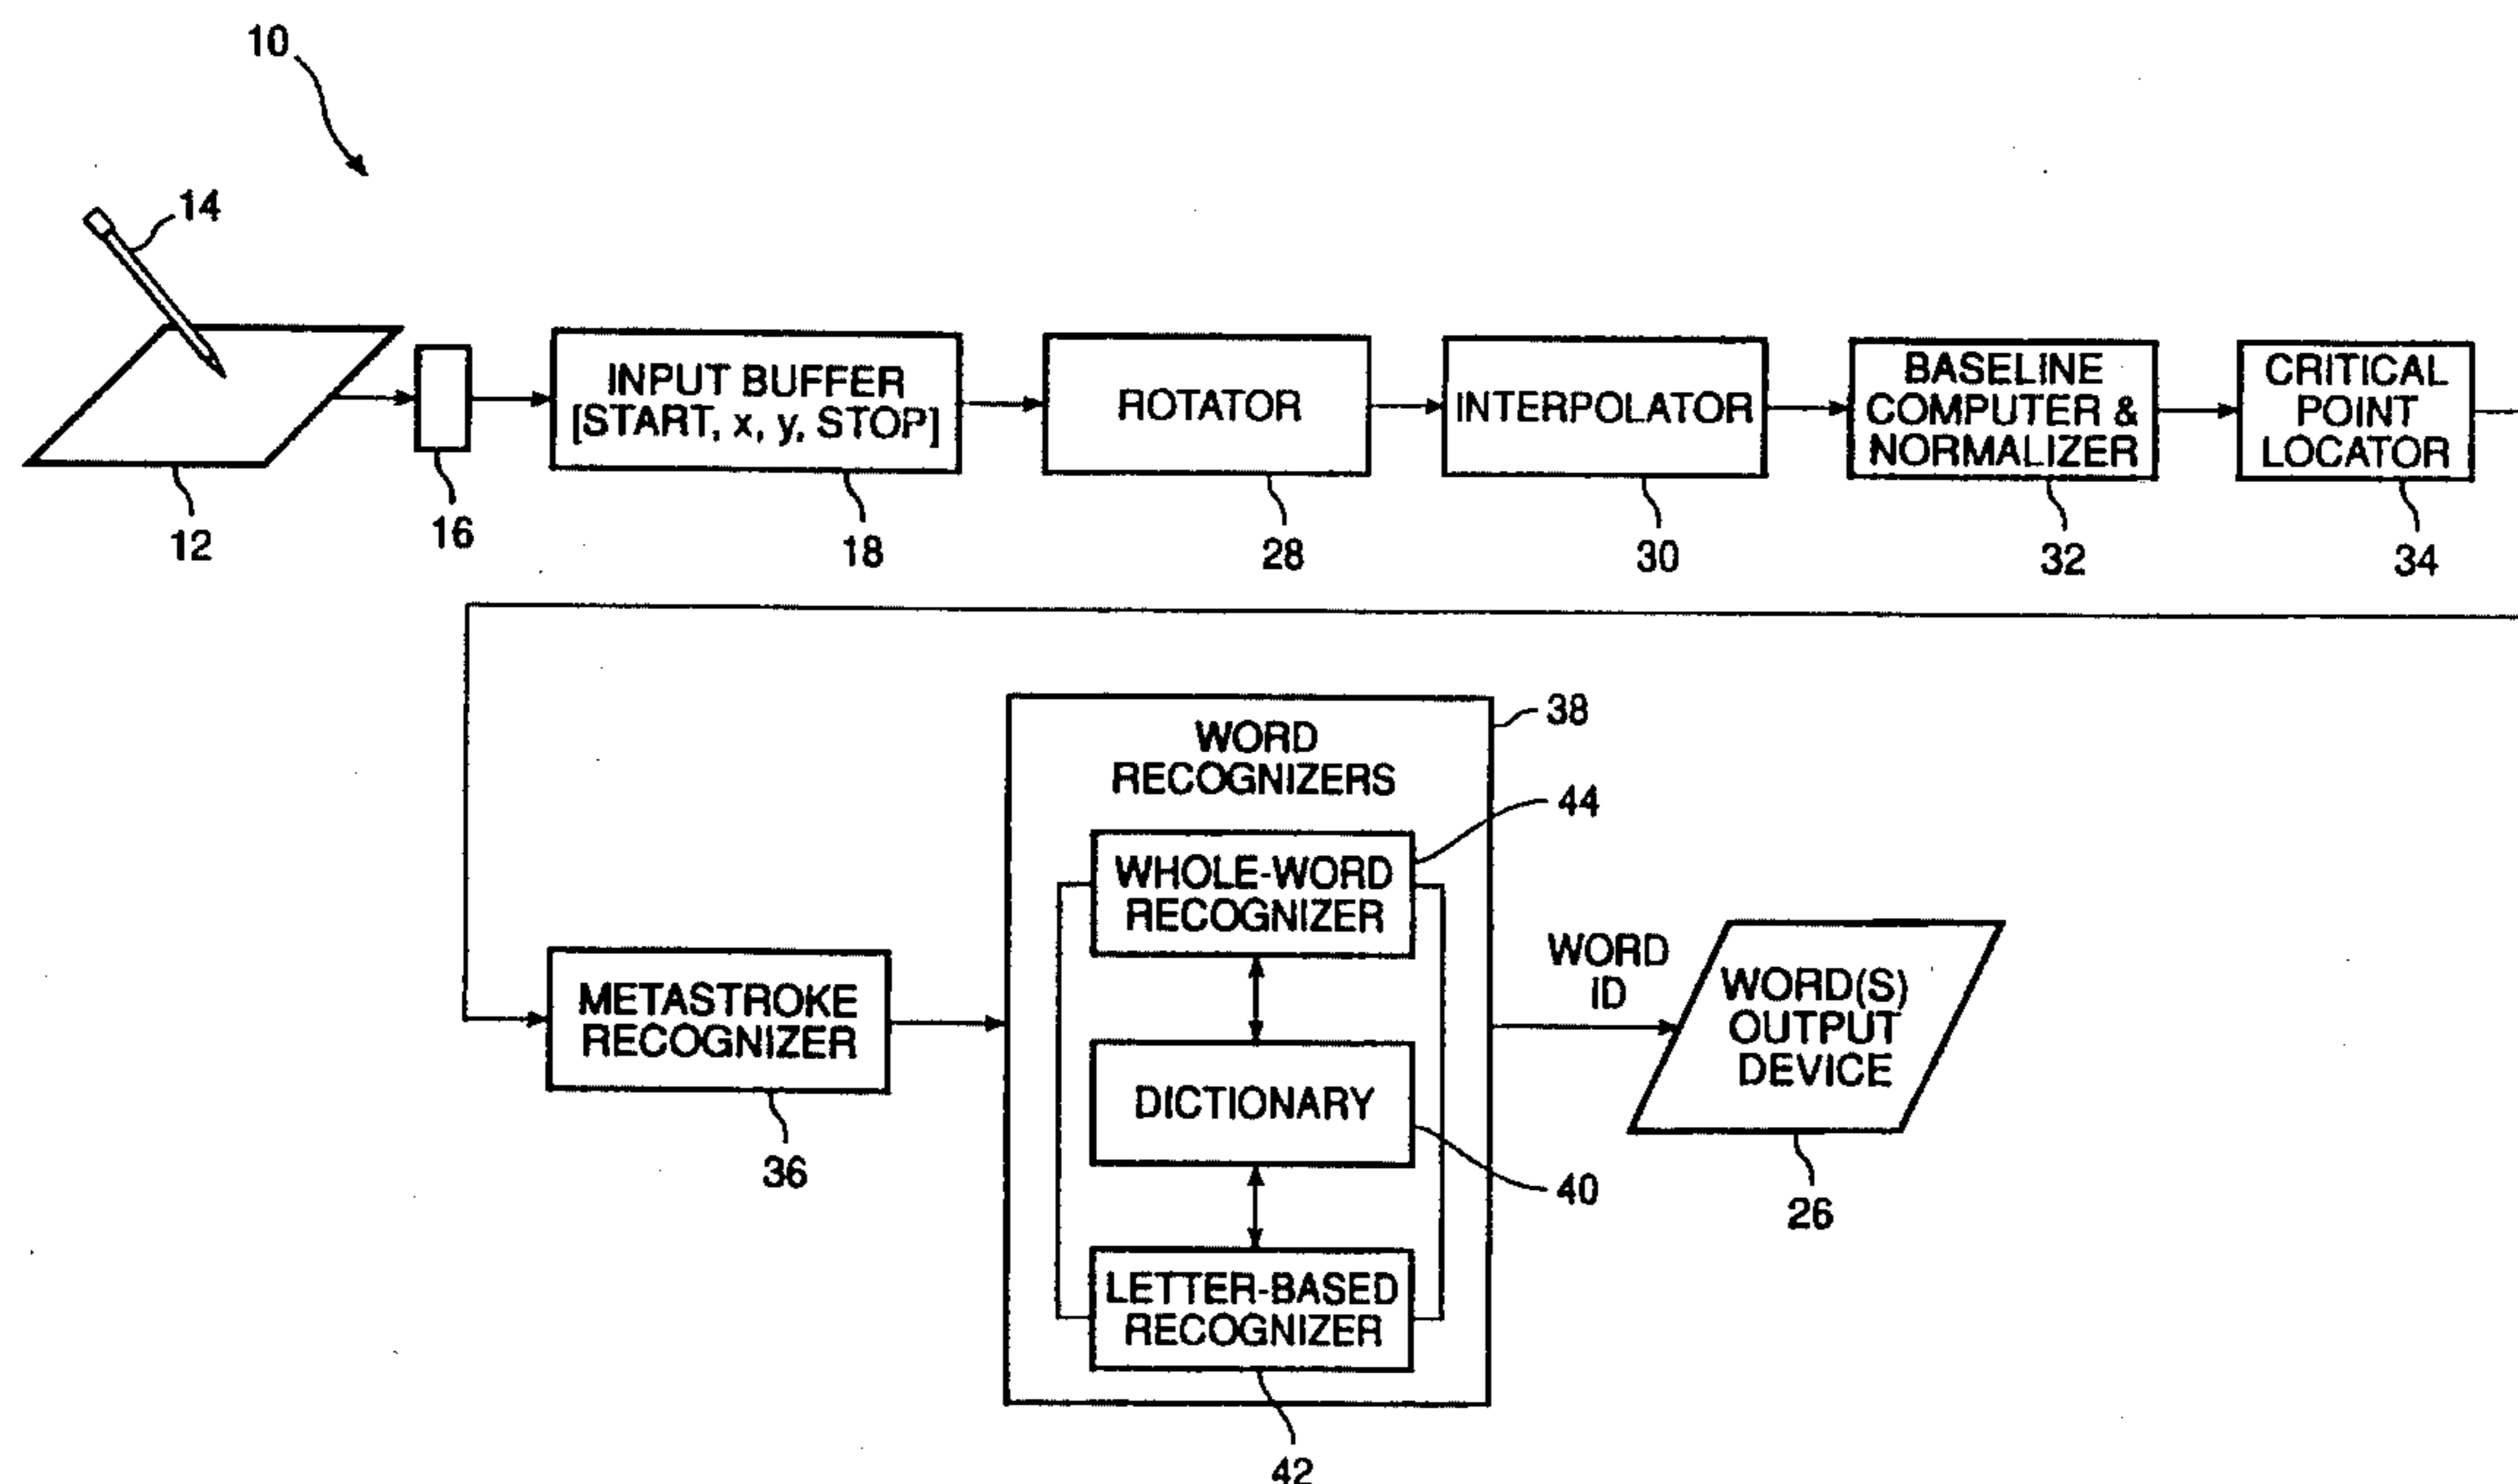 10
14
INPUT BUFFER
[START, x, y, STOP]
ROTATOR
INTERPOLATOR
BASELINE
COMPUTER &
NORMALIZER
CRITICAL
POINT
LOCATOR
12
16
18
28
30
32
34
WORD
RECOGNIZERS
38
44
WHOLE-WORD
RECOGNIZER
METASTROKE
RECOGNIZER
36
DICTIONARY
40
LETTER-BASED
RECOGNIZER
42
WORD
ID
WORD(S)
OUTPUT
DEVICE
26